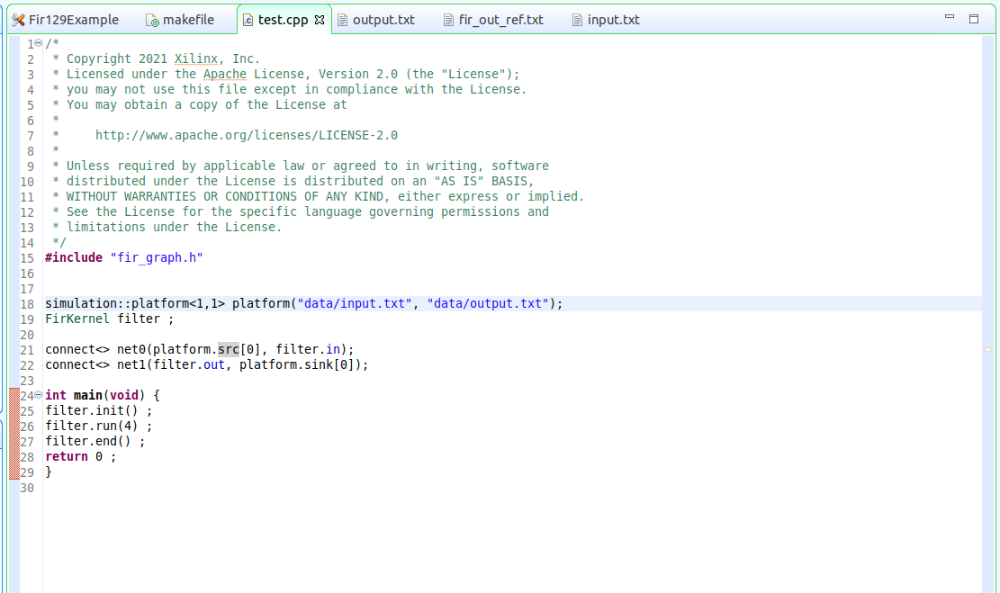 Fir129Example makefile test.cpp output.txt fir_out_ref.txt input.txt
1 /*
2  * Copyright 2021 Xilinx, Inc.
3  * Licensed under the Apache License, Version 2.0 (the "License");
4  * you may not use this file except in compliance with the License.
5  * You may obtain a copy of the License at
6  *
7  *     http://www.apache.org/licenses/LICENSE-2.0
8  *
9  * Unless required by applicable law or agreed to in writing, software
10  * distributed under the License is distributed on an "AS IS" BASIS,
11  * WITHOUT WARRANTIES OR CONDITIONS OF ANY KIND, either express or implied.
12  * See the License for the specific language governing permissions and
13  * limitations under the License.
14  */
15 #include "fir_graph.h"
16
17
18 simulation::platform<1,1> platform("data/input.txt", "data/output.txt");
19 FirKernel filter ;
20
21 connect<> net0(platform.src[0], filter.in);
22 connect<> net1(filter.out, platform.sink[0]);
23
24 int main(void) {
25 filter.init() ;
26 filter.run(4) ;
27 filter.end() ;
28 return 0 ;
29 }
30